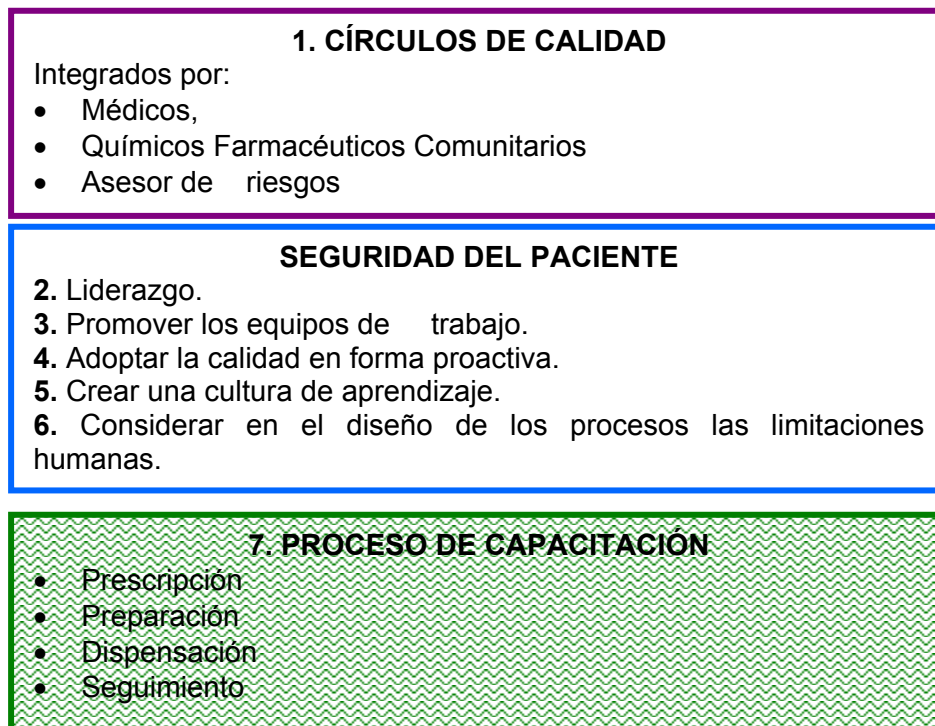 1. CÍRCULOS DE CALIDAD
Integrados por:
• Médicos,
• Químicos Farmacéuticos Comunitarios
• Asesor de riesgos
SEGURIDAD DEL PACIENTE
2. Liderazgo.
3. Promover los equipos de trabajo.
4. Adoptar la calidad en forma proactiva.
5. Crear una cultura de aprendizaje.
6. Considerar en el diseño de los procesos las limitaciones
humanas.
7. PROCESO DE CAPACITACIÓN
• Prescripción
• Preparación
• Dispensación
• Seguimiento